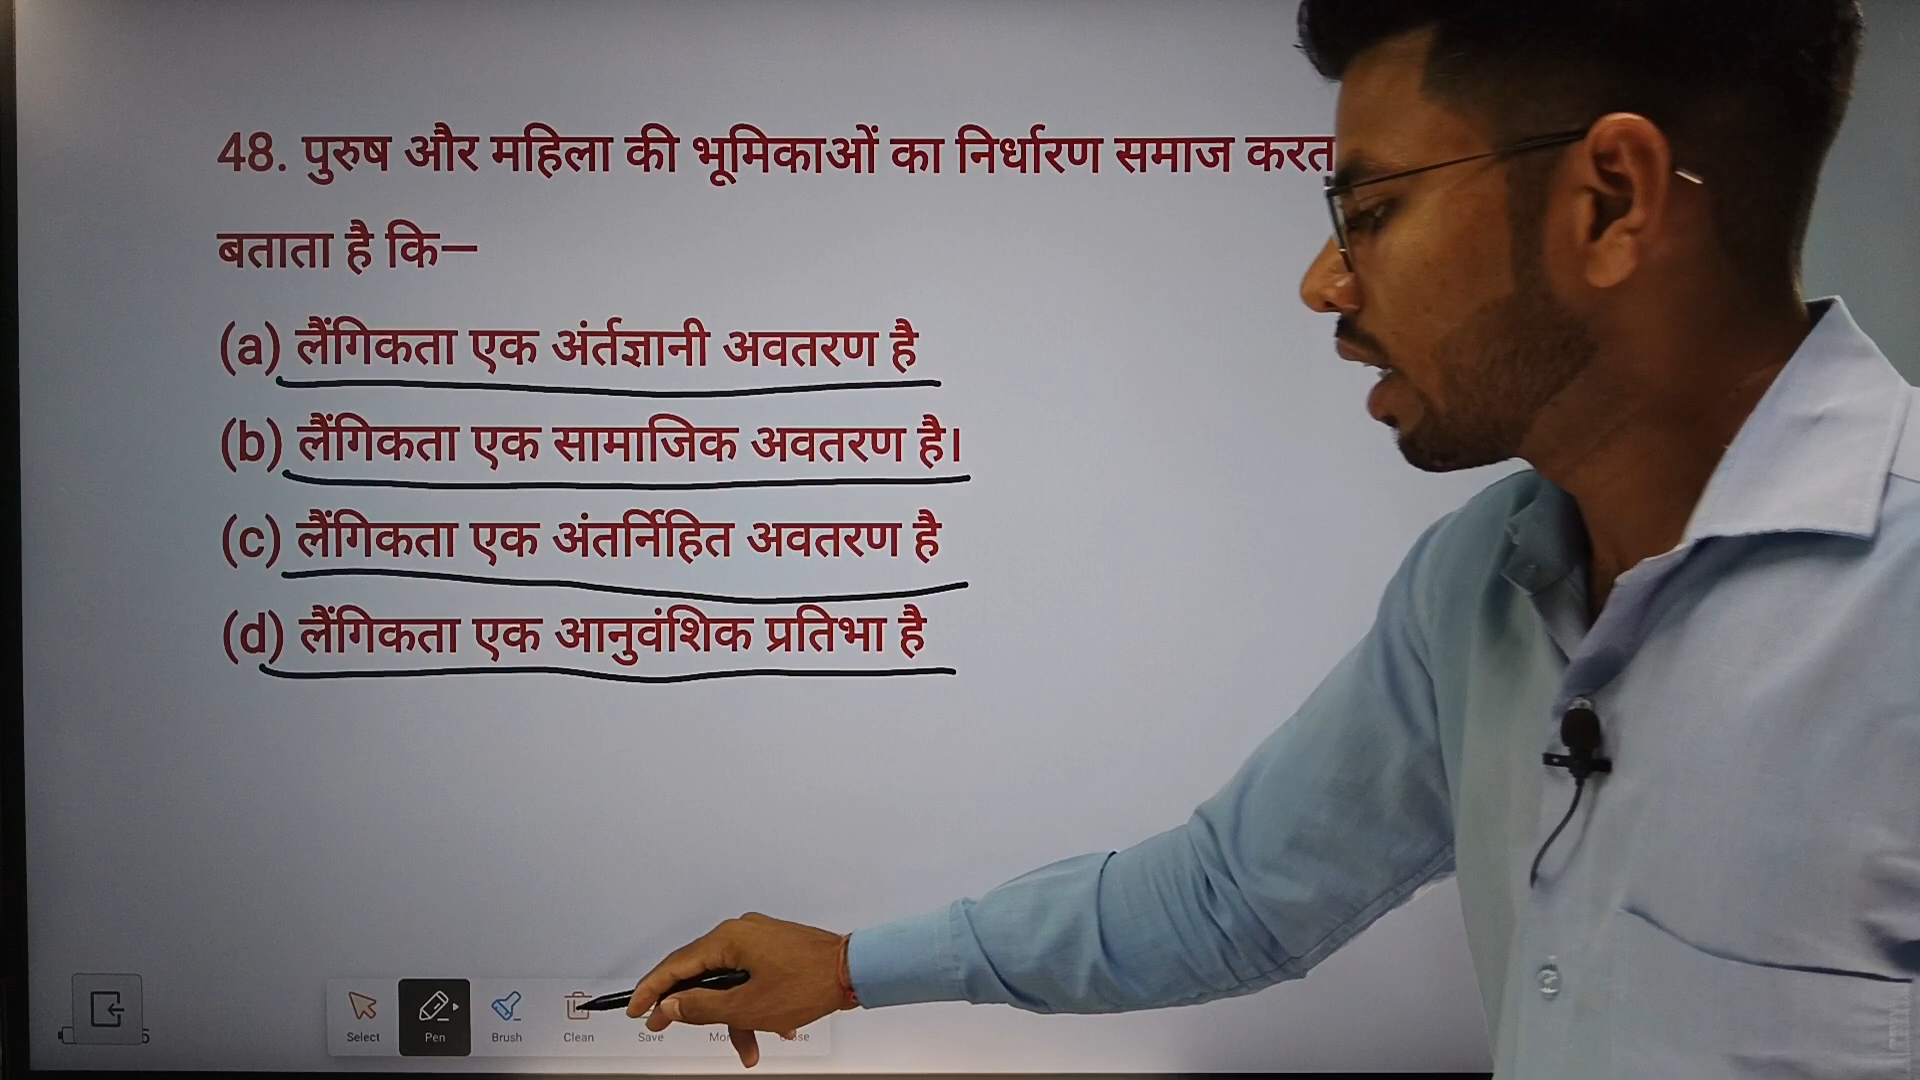 48. पुरुष और महिला की भूमिकाओं का निर्धारण समाज
बताता है कि–
(a) लैंगिकता एक अंर्तज्ञानी अवतरण है
(b) लैंगिकता एक सामाजिक अवतरण है।
(c) लैंगिकता एक अंतर्निहित अवतरण है
(d) लैंगिकता एक आनुवंशिक प्रतिभा है
Select Pen Brush Clean Save